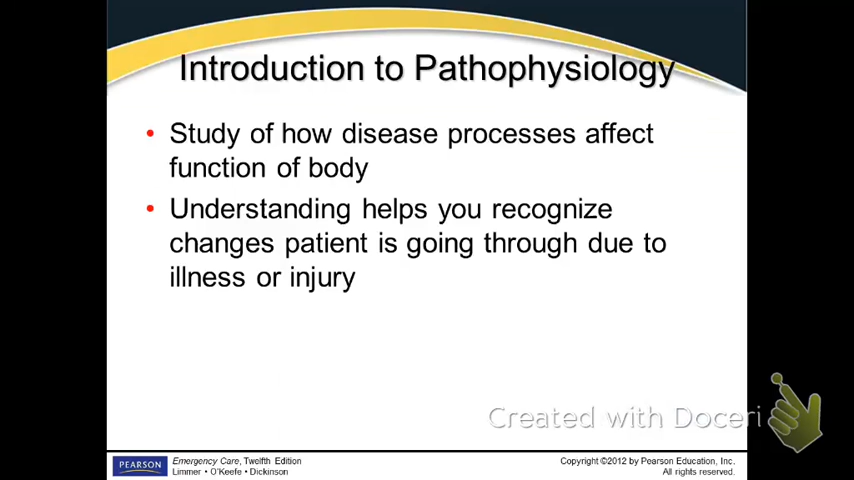 Introduction to Pathophysiology
• Study of how disease processes affect
function of body
• Understanding helps you recognize
changes patient is going through due to
illness or injury
Created with Doceri
PEARSON
Emergency Care, Twelfth Edition
Limmer • O'Keefe • Dickinson
Copyright ©2012 by Pearson Education, Inc.
All rights reserved.